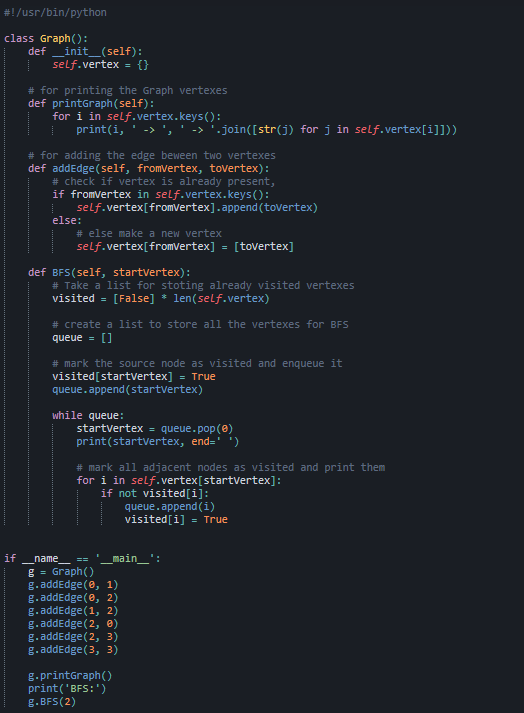 #!/usr/bin/python

class Graph():
    def __init__(self):
        self.vertex = {}

    # for printing the Graph vertexes
    def printGraph(self):
        for i in self.vertex.keys():
            print(i, ' -> ', ' -> '.join([str(j) for j in self.vertex[i]]))

    # for adding the edge beween two vertexes
    def addEdge(self, fromVertex, toVertex):
        # check if vertex is already present,
        if fromVertex in self.vertex.keys():
            self.vertex[fromVertex].append(toVertex)
        else:
            # else make a new vertex
            self.vertex[fromVertex] = [toVertex]

    def BFS(self, startVertex):
        # Take a list for stoting already visited vertexes
        visited = [False] * len(self.vertex)

        # create a list to store all the vertexes for BFS
        queue = []

        # mark the source node as visited and enqueue it
        visited[startVertex] = True
        queue.append(startVertex)

        while queue:
            startVertex = queue.pop(0)
            print(startVertex, end=' ')

            # mark all adjacent nodes as visited and print them
            for i in self.vertex[startVertex]:
                if not visited[i]:
                    queue.append(i)
                    visited[i] = True


if __name__ == '__main__':
    g = Graph()
    g.addEdge(0, 1)
    g.addEdge(0, 2)
    g.addEdge(1, 2)
    g.addEdge(2, 0)
    g.addEdge(2, 3)
    g.addEdge(3, 3)

    g.printGraph()
    print('BFS:')
    g.BFS(2)